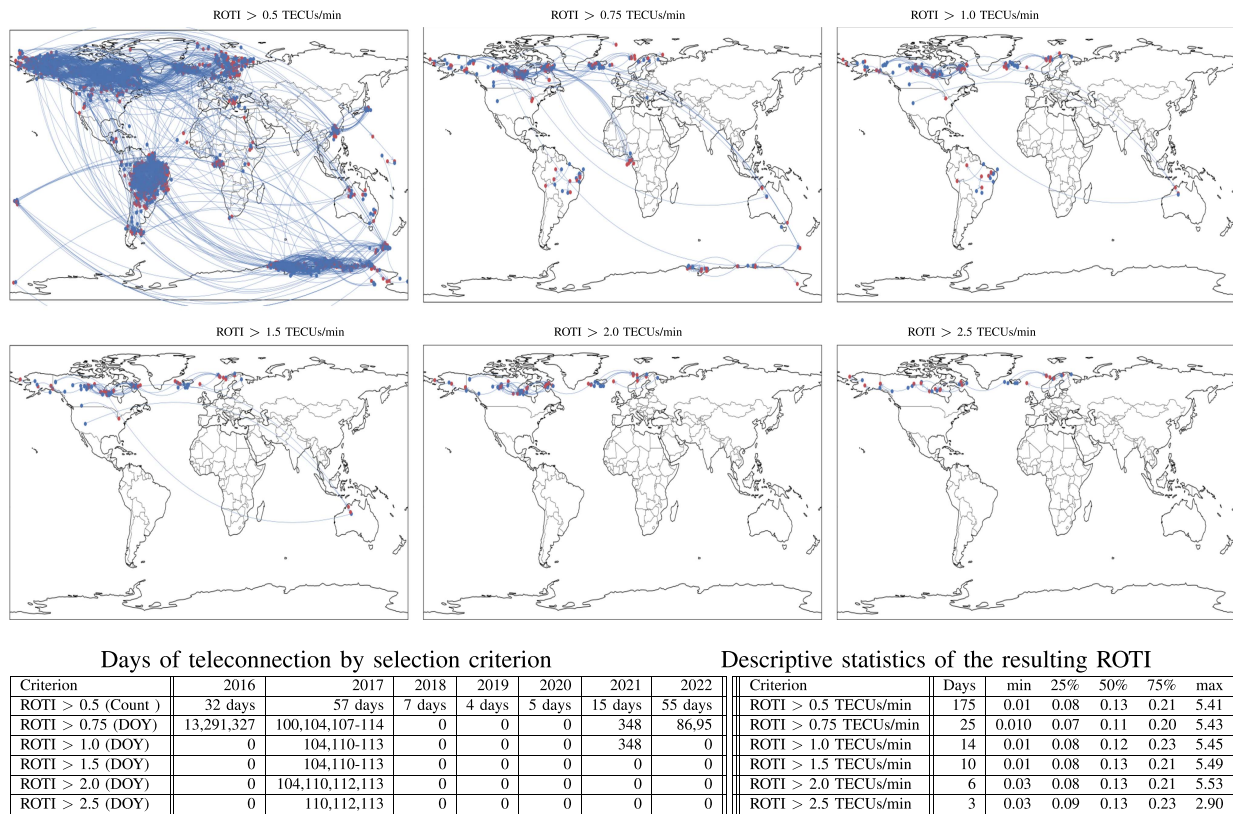 ROTI > 0.5 TECUs/min
ROTI > 0.75 TECUs/min
ROTI > 1.0 TECUs/min
ROTI > 1.5 TECUs/min
ROTI > 2.0 TECUs/min
ROTI > 2.5 TECUs/min
Days of teleconnection by selection criterion
Criterion 2016 2017 2018 2019 2020 2021 2022
ROTI > 0.5 (Count ) 32 days 57 days 7 days 4 days 5 days 15 days 55 days
ROTI > 0.75 (DOY) 13,291,327 100,104,107-114 0 0 0 348 86,95
ROTI > 1.0 (DOY) 0 104,110-113 0 0 0 348 0
ROTI > 1.5 (DOY) 0 104,110-113 0 0 0 0 0
ROTI > 2.0 (DOY) 0 104,110,112,113 0 0 0 0 0
ROTI > 2.5 (DOY) 0 110,112,113 0 0 0 0 0
Descriptive statistics of the resulting ROTI
Criterion Days min 25% 50% 75% max
ROTI > 0.5 TECUs/min 175 0.01 0.08 0.13 0.21 5.41
ROTI > 0.75 TECUs/min 25 0.010 0.07 0.11 0.20 5.43
ROTI > 1.0 TECUs/min 14 0.01 0.08 0.12 0.23 5.45
ROTI > 1.5 TECUs/min 10 0.01 0.08 0.13 0.21 5.49
ROTI > 2.0 TECUs/min 6 0.03 0.08 0.13 0.21 5.53
ROTI > 2.5 TECUs/min 3 0.03 0.09 0.13 0.23 2.90